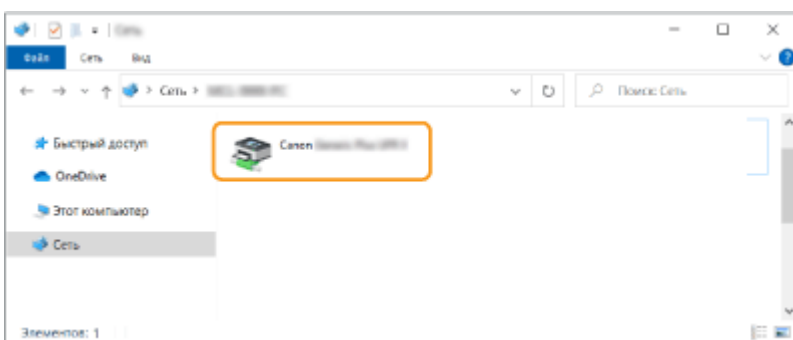 Файл Сеть Вид
Сеть
Поиск: Сеть
Быстрый доступ
Canon
OneDrive
Этот компьютер
Сеть
Элементов: 1